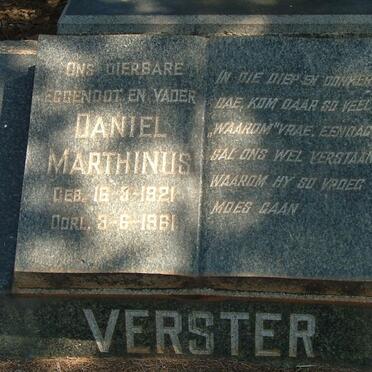 ONS DIERBARE
EGGENOOT EN VADER
DANIEL
MARTHINUS
GEB. 16-3-1921
OORL. 3-6-1961
IN DIE DIEP EN DONKER
DAE, KOM DAAR SO VEEL
„WAAROM" VRAE, EENDAG
SAL ONS WEL VERSTAAN
WAAROM HY SO VROEG
MOES GAAN
VERSTER